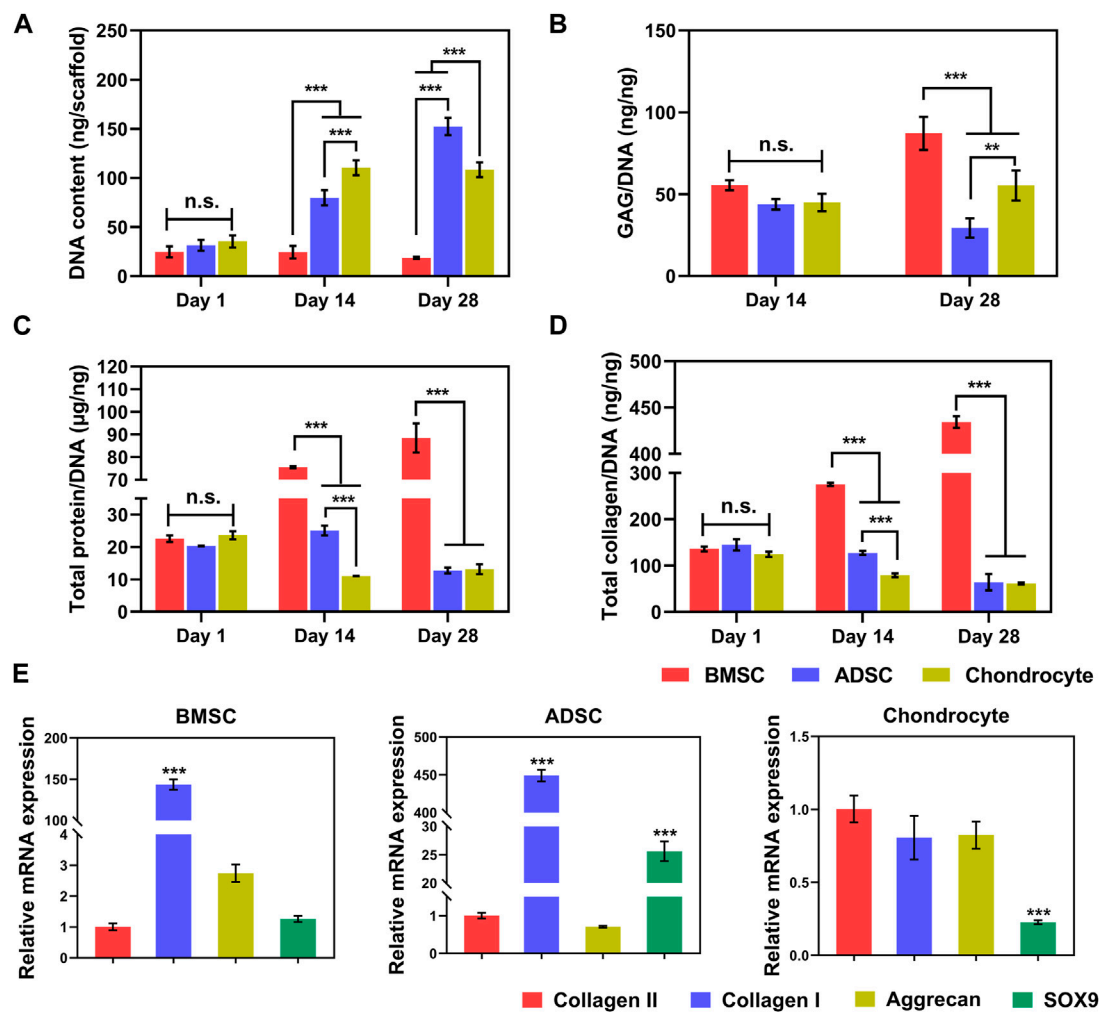 A
DNA content (ng/scaffold)
250
200
150
100
50
0
n.s.
***
***
***
***
Day 1
Day 14
Day 28
B
GAG/DNA (ng/ng)
150
100
50
0
n.s.
***
**
Day 14
Day 28
C
Total protein/DNA (μg/ng)
120
110
100
90
80
70
30
20
10
0
n.s.
***
***
***
Day 1
Day 14
Day 28
D
Total collagen/DNA (ng/ng)
500
450
400
300
200
100
0
n.s.
***
***
***
Day 1
Day 14
Day 28
BMSC ADSC Chondrocyte
E
BMSC
Relative mRNA expression
200
150
100
4
3
2
1
0
***
ADSC
Relative mRNA expression
500
450
400
30
25
20
1
0
***
***
Chondrocyte
Relative mRNA expression
1.5
1.0
0.5
0.0
***
Collagen II Collagen I Aggrecan SOX9